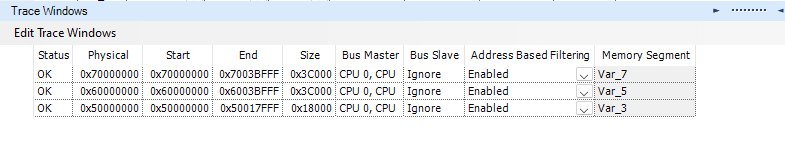 Trace Windows
Edit Trace Windows
Status Physical Start End Size Bus Master Bus Slave Address Based Filtering Memory Segment
OK 0x70000000 0x70000000 0x7003BFFF 0x3C000 CPU 0, CPU Ignore Enabled Var_7
OK 0x60000000 0x60000000 0x6003BFFF 0x3C000 CPU 0, CPU Ignore Enabled Var_5
OK 0x50000000 0x50000000 0x50017FFF 0x18000 CPU 0, CPU Ignore Enabled Var_3